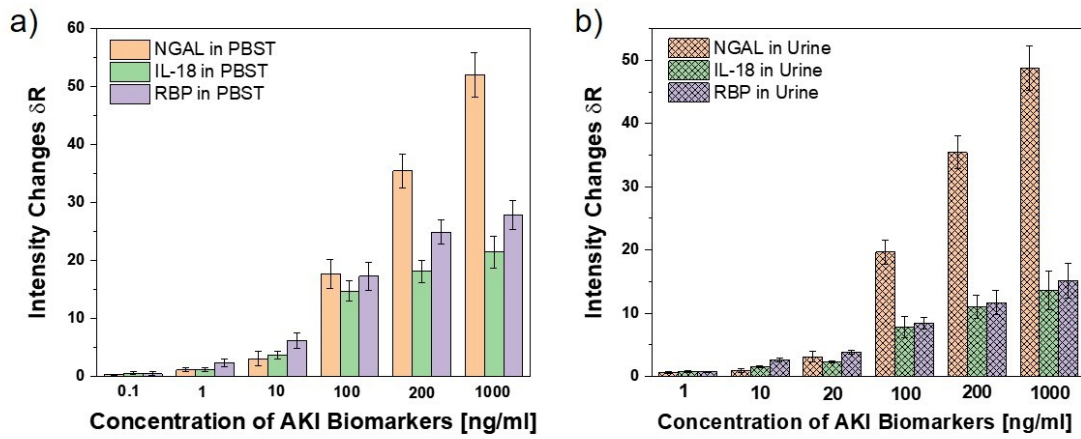 a)
60
50
40
30
20
10
0
Intensity Changes δR
NGAL in PBST
IL-18 in PBST
RBP in PBST
0.1 1 10 100 200 1000
Concentration of AKI Biomarkers [ng/ml]
b)
50
40
30
20
10
0
Intensity Changes δR
NGAL in Urine
IL-18 in Urine
RBP in Urine
1 10 20 100 200 1000
Concentration of AKI Biomarkers [ng/ml]